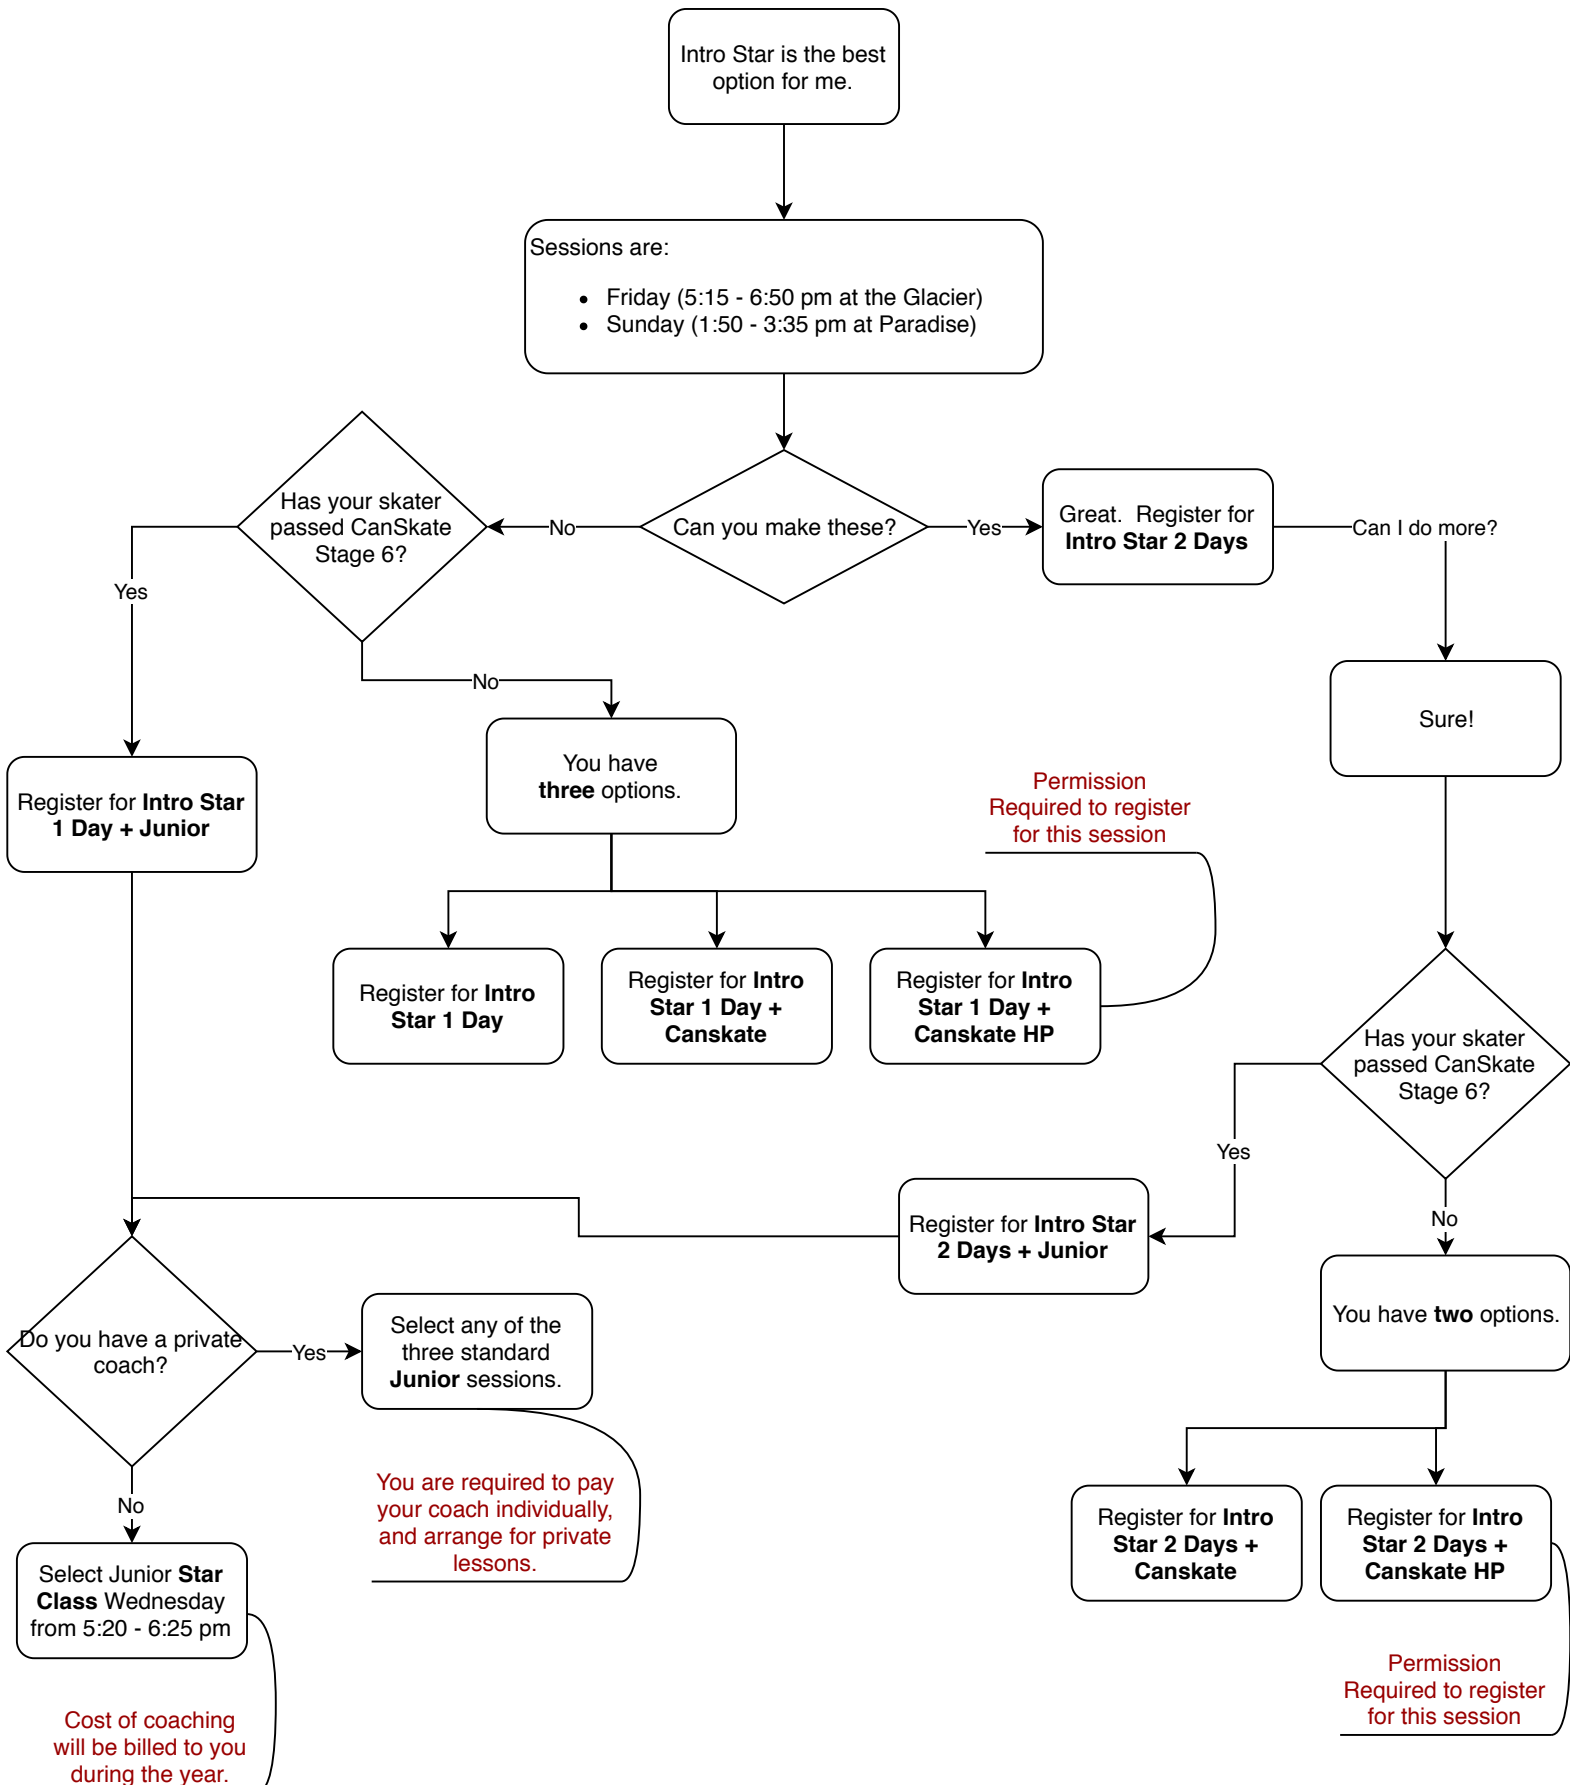 Intro Star is the best
option for me.
Sessions are:
• Friday (5:15 - 6:50 pm at the Glacier)
• Sunday (1:50 - 3:35 pm at Paradise)
Has your skater
passed CanSkate
Stage 6?
No
Can you make these?
Yes
Great.  Register for
Intro Star 2 Days
Can I do more?
Yes
No
Sure!
You have
three options.
Register for Intro Star
1 Day + Junior
Permission
Required to register
for this session
Register for Intro
Star 1 Day
Register for Intro
Star 1 Day +
Canskate
Register for Intro
Star 1 Day +
Canskate HP
Has your skater
passed CanSkate
Stage 6?
Yes
No
Register for Intro Star
2 Days + Junior
You have two options.
Do you have a private
coach?
Yes
Select any of the
three standard
Junior sessions.
You are required to pay
your coach individually,
and arrange for private
lessons.
No
Select Junior Star
Class Wednesday
from 5:20 - 6:25 pm
Cost of coaching
will be billed to you
during the year.
Register for Intro
Star 2 Days +
Canskate
Register for Intro
Star 2 Days +
Canskate HP
Permission
Required to register
for this session